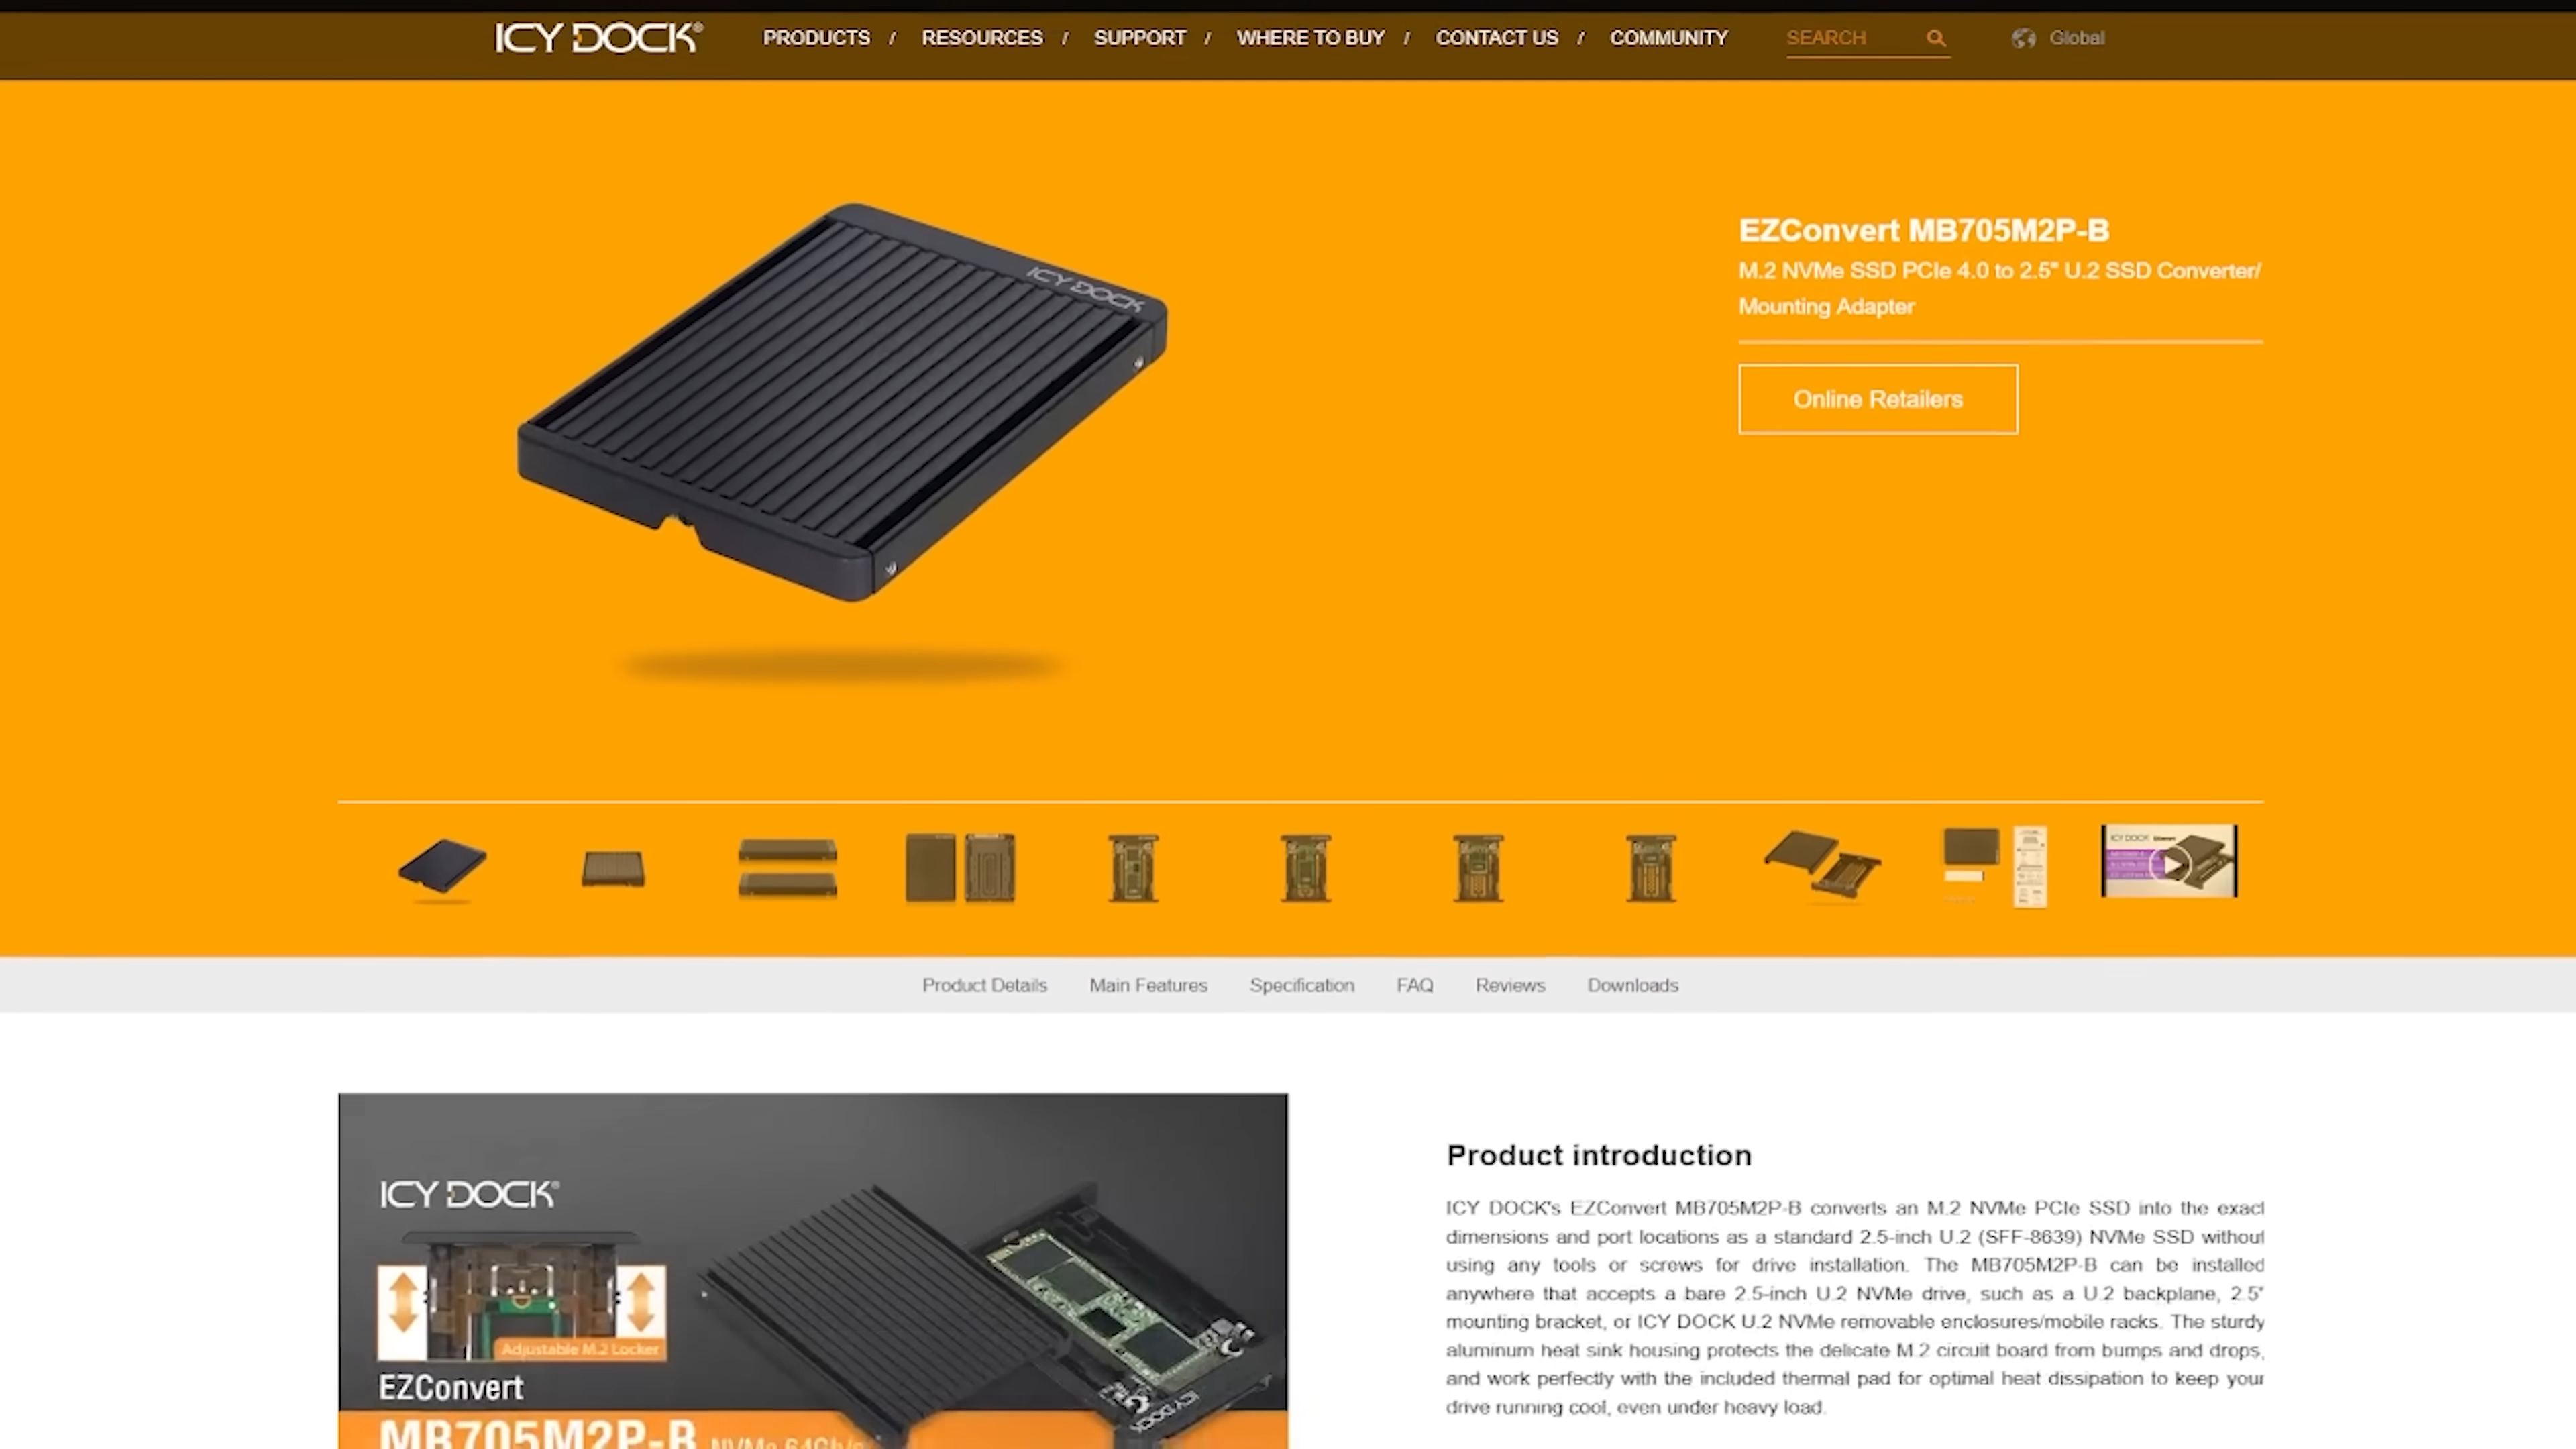 ICY DOCK®
PRODUCTS / RESOURCES / SUPPORT / WHERE TO BUY / CONTACT US / COMMUNITY
SEARCH
Global
ICY DOCK
EZConvert MB705M2P-B
M.2 NVMe SSD PCIe 4.0 to 2.5" U.2 SSD Converter/
Mounting Adapter
Online Retailers
ICY DOCK
Product Details Main Features Specification FAQ Reviews Downloads
ICY DOCK®
Adjustable M.2 Locker
EZConvert
MB705M2P-B NVMe 64Gb/s
ICY DOCK
Product introduction
ICY DOCK's EZConvert MB705M2P-B converts an M.2 NVMe PCIe SSD into the exact
dimensions and port locations as a standard 2.5-inch U.2 (SFF-8639) NVMe SSD without
using any tools or screws for drive installation. The MB705M2P-B can be installed
anywhere that accepts a bare 2.5-inch U.2 NVMe drive, such as a U.2 backplane, 2.5"
mounting bracket, or ICY DOCK U.2 NVMe removable enclosures/mobile racks. The sturdy
aluminum heat sink housing protects the delicate M.2 circuit board from bumps and drops,
and work perfectly with the included thermal pad for optimal heat dissipation to keep your
drive running cool, even under heavy load.